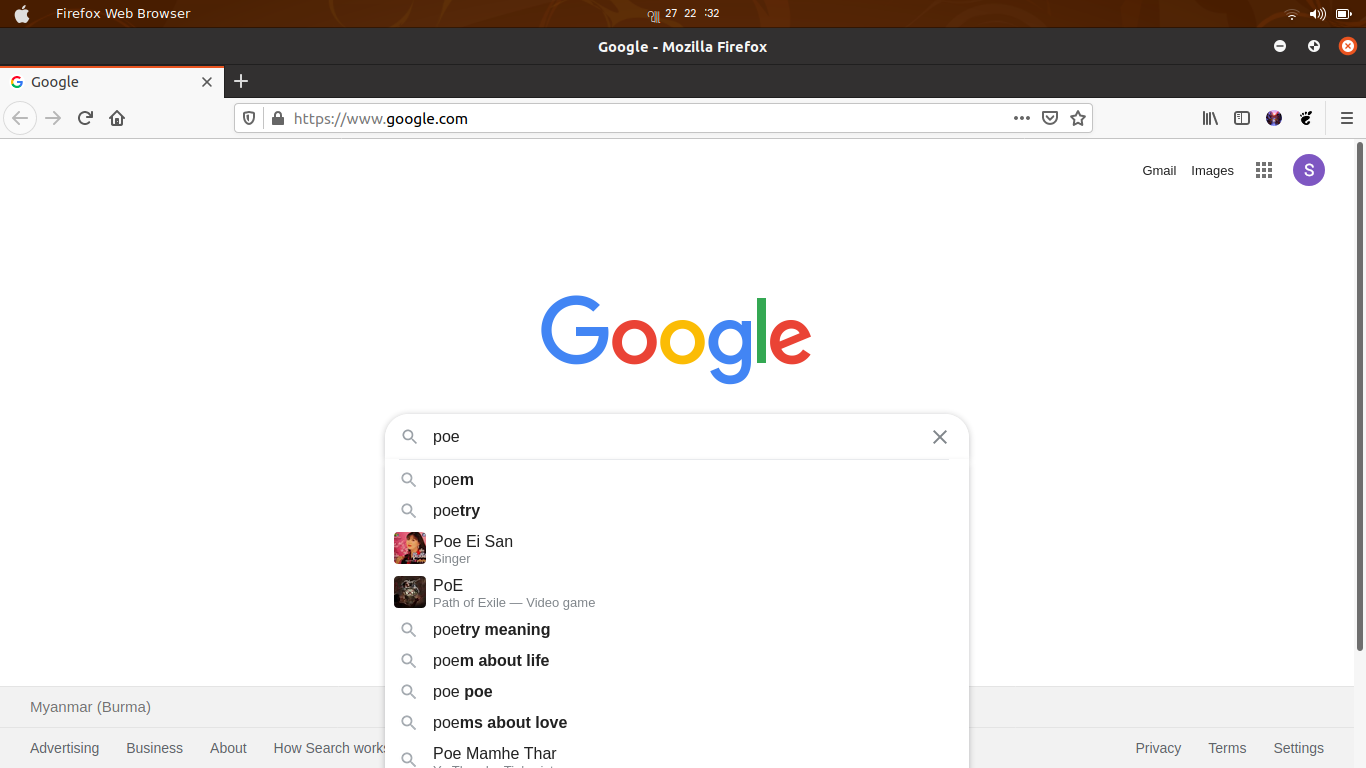 Firefox Web Browser
27 22 :32
Google - Mozilla Firefox
Google
https://www.google.com
Gmail Images S
Google
poe
poem
poetry
Poe Ei San
Singer
PoE
Path of Exile — Video game
poetry meaning
poem about life
poe poe
poems about love
Poe Mamhe Thar
Myanmar (Burma)
Advertising Business About How Search works Privacy Terms Settings